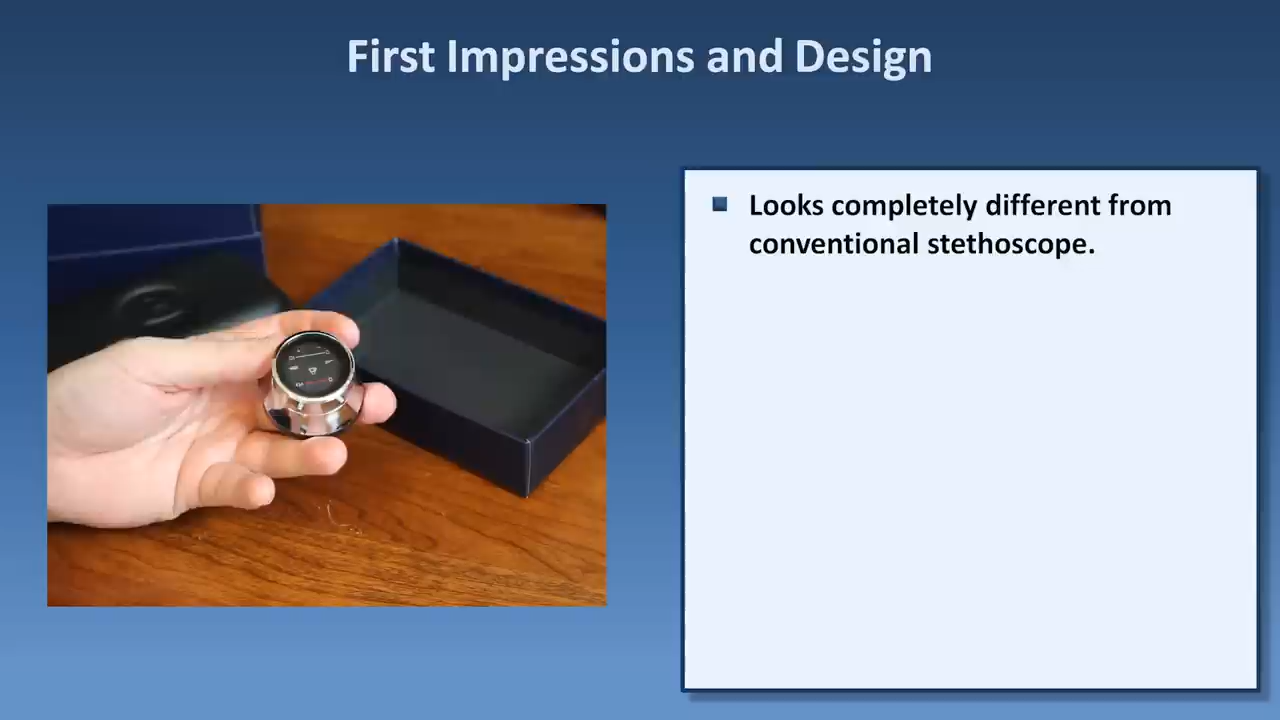 First Impressions and Design
Looks completely different from
conventional stethoscope.